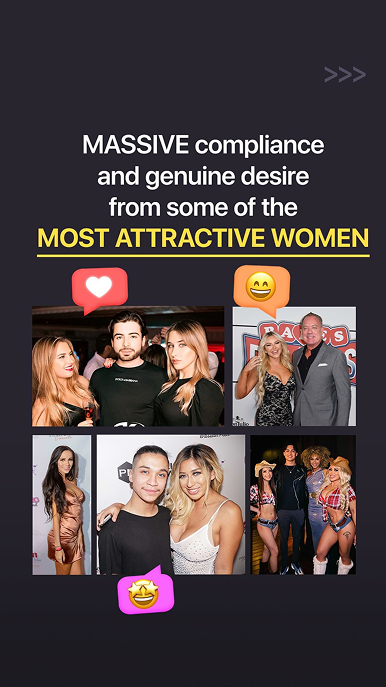 >>>
MASSIVE compliance
and genuine desire
from some of the
MOST ATTRACTIVE WOMEN